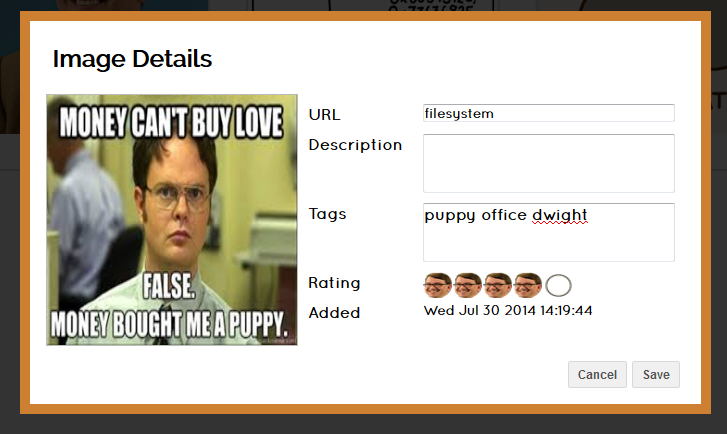 Image Details
MONEY CAN'T BUY LOVE
FALSE.
MONEY BOUGHT ME A PUPPY.
URL
filesystem
Description
Tags
puppy office dwight
Rating
Added
Wed Jul 30 2014 14:19:44
Cancel
Save